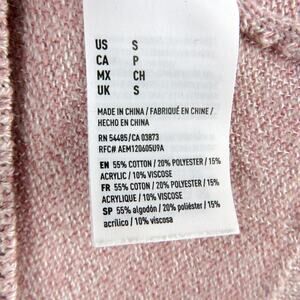 US S
CA P
MX CH
UK S
MADE IN CHINA / FABRIQUÉ EN CHINE /
HECHO EN CHINA
RN 54485/CA 03873
RFC# AEM120605U9A
EN 55% COTTON / 20% POLYESTER / 15%
ACRYLIC / 10% VISCOSE
FR 55% COTTON / 20% POLYESTER / 15%
ACRYLIQUE / 10% VISCOSE
SP 55% algodón / 20% poliéster / 15%
acrílico / 10% viscosa